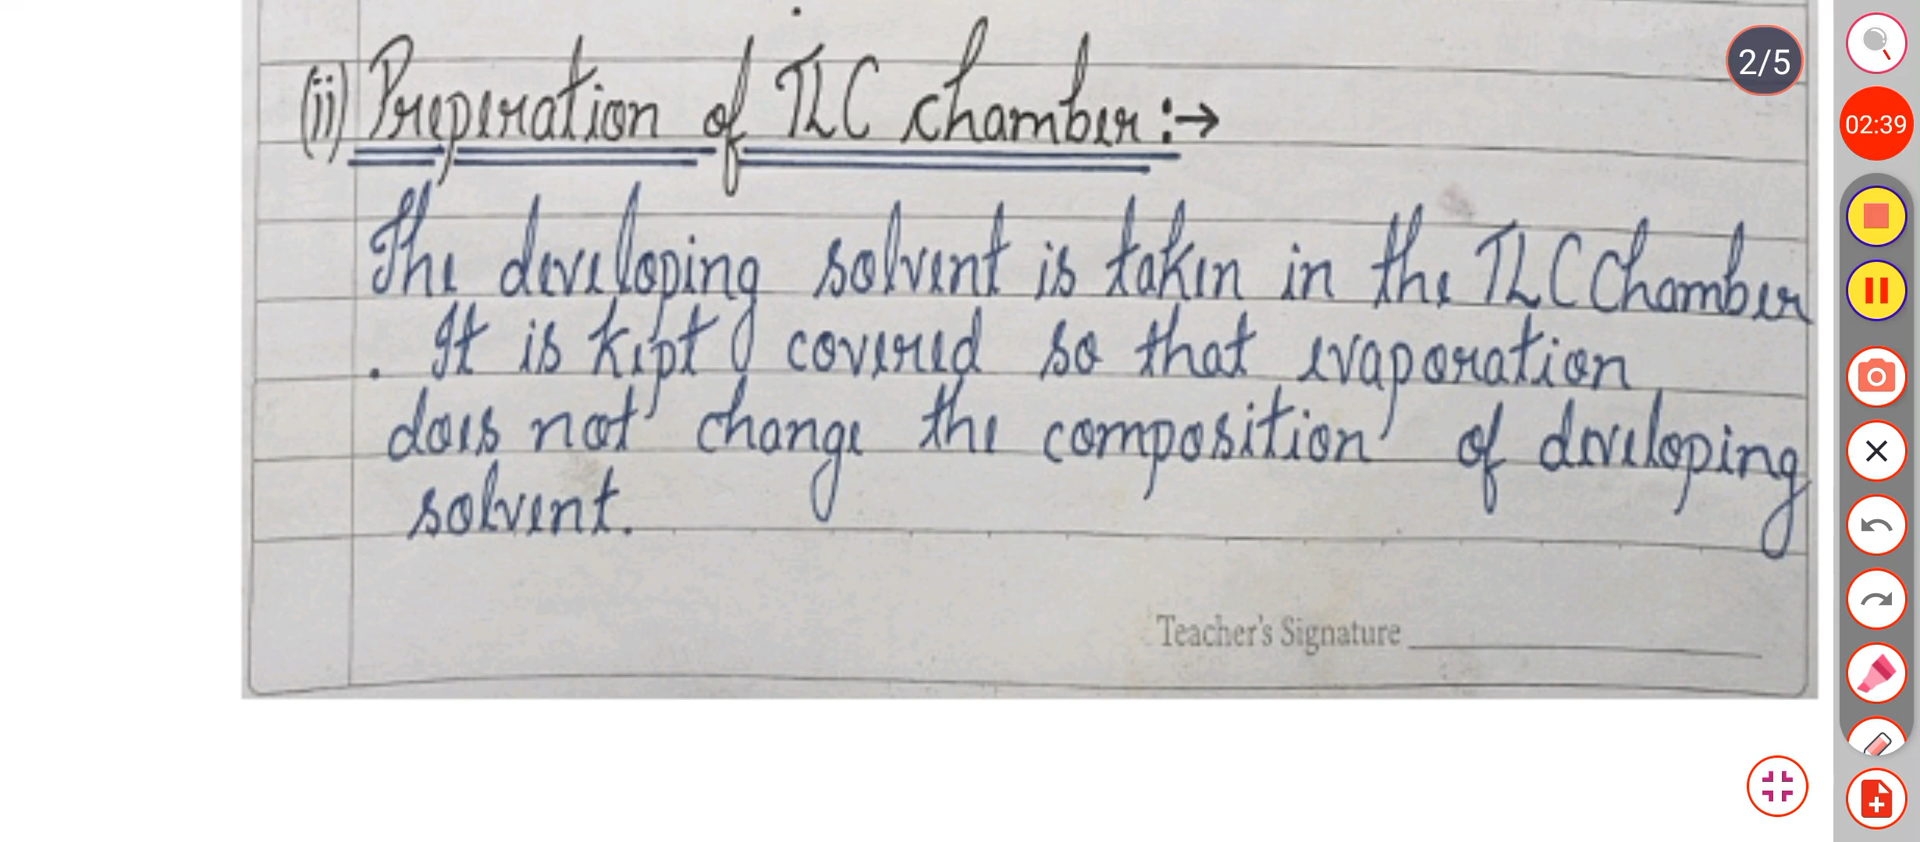 2/5
02:39
(ii) Preperation of TLC chamber :→
The developing solvent is taken in the TLC Chamber
. It is kept covered so that evaporation
does not change the composition of developing
solvent.
Teacher's Signature